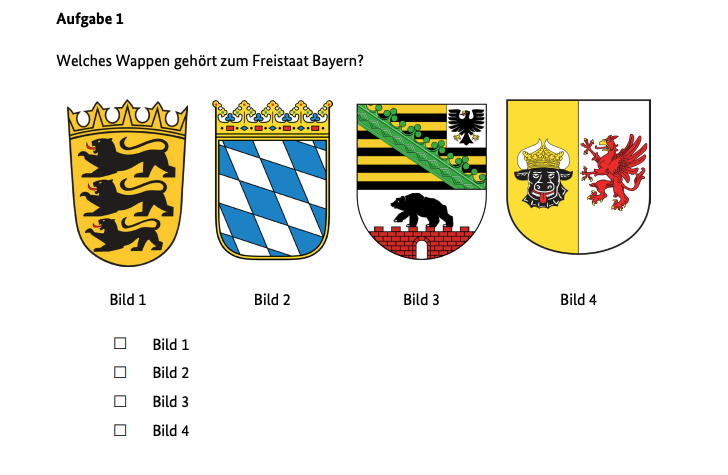 Aufgabe 1
Welches Wappen gehört zum Freistaat Bayern?
Bild 1 Bild 2 Bild 3 Bild 4
Bild 1
Bild 2
Bild 3
Bild 4